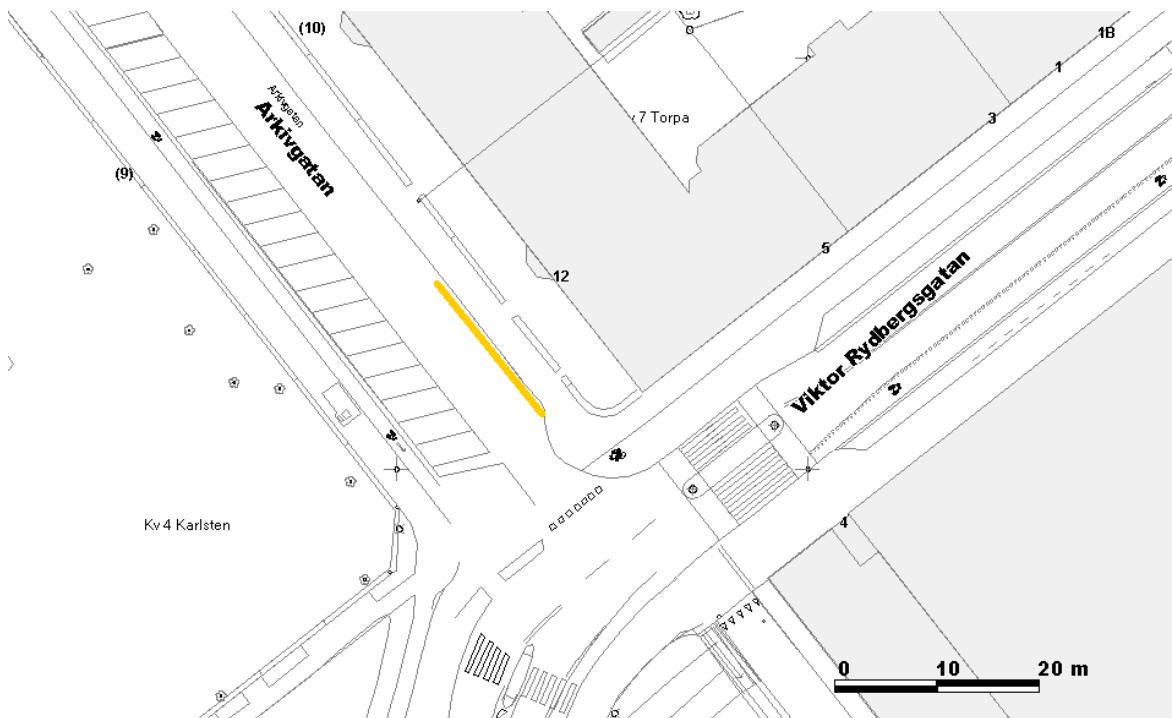 (10)
1B
1
3
Arkivgatan
Arkivgatan
7 Torpa
(9)
5
12
Viktor Rydbergsgatan
4
Kv 4 Karlsten
0 10 20 m